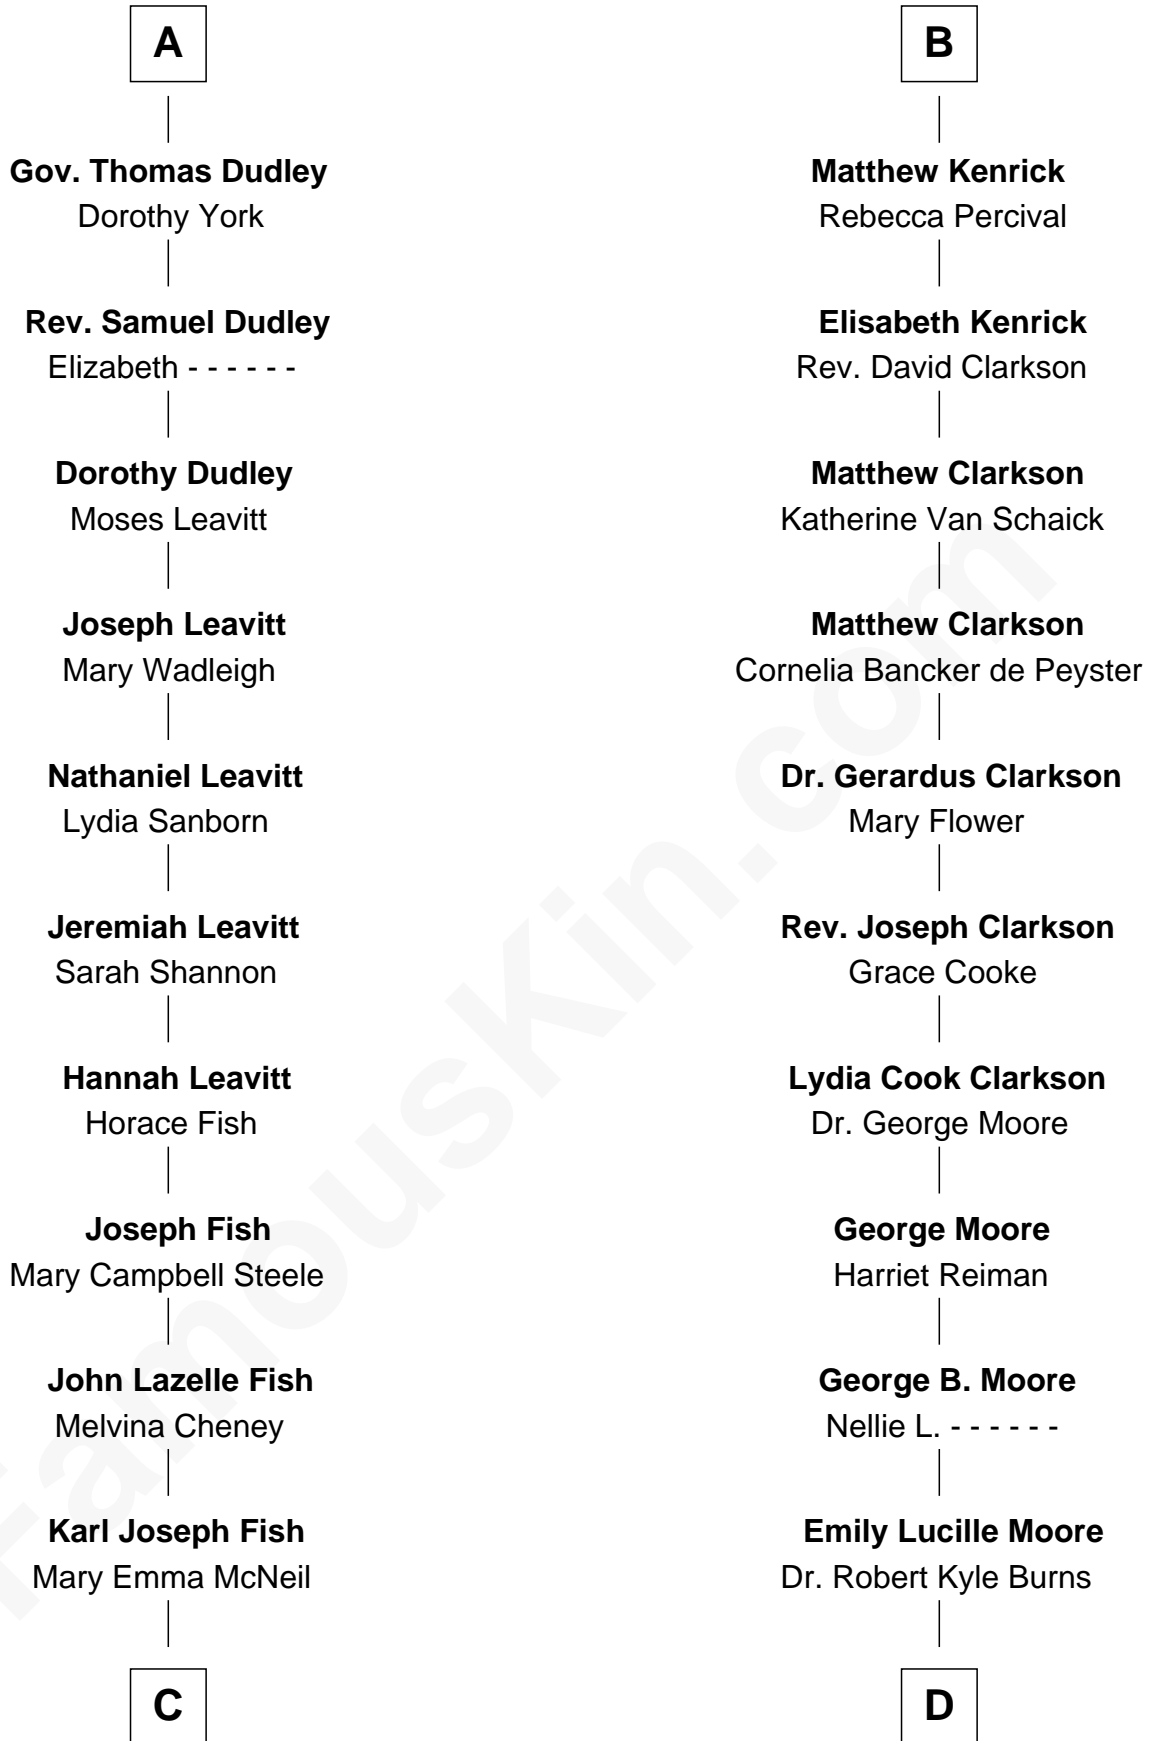 A
Gov. Thomas Dudley
Dorothy York
Rev. Samuel Dudley
Elizabeth - - - - - -
Dorothy Dudley
Moses Leavitt
Joseph Leavitt
Mary Wadleigh
Nathaniel Leavitt
Lydia Sanborn
Jeremiah Leavitt
Sarah Shannon
Hannah Leavitt
Horace Fish
Joseph Fish
Mary Campbell Steele
John Lazelle Fish
Melvina Cheney
Karl Joseph Fish
Mary Emma McNeil
C
B
Matthew Kenrick
Rebecca Percival
Elisabeth Kenrick
Rev. David Clarkson
Matthew Clarkson
Katherine Van Schaick
Matthew Clarkson
Cornelia Bancker de Peyster
Dr. Gerardus Clarkson
Mary Flower
Rev. Joseph Clarkson
Grace Cooke
Lydia Cook Clarkson
Dr. George Moore
George Moore
Harriet Reiman
George B. Moore
Nellie L. - - - - - -
Emily Lucille Moore
Dr. Robert Kyle Burns
D
FamousKin.com